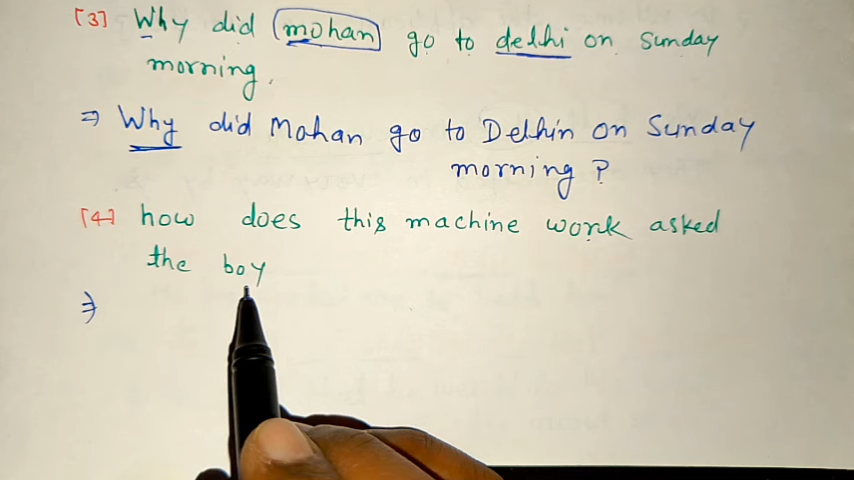 [3] Why did mohan go to delhi on Sunday
morning.
⇒ Why did Mohan go to Delhin on Sunday
morning?
[4] how does this machine work asked
the boy
⇒